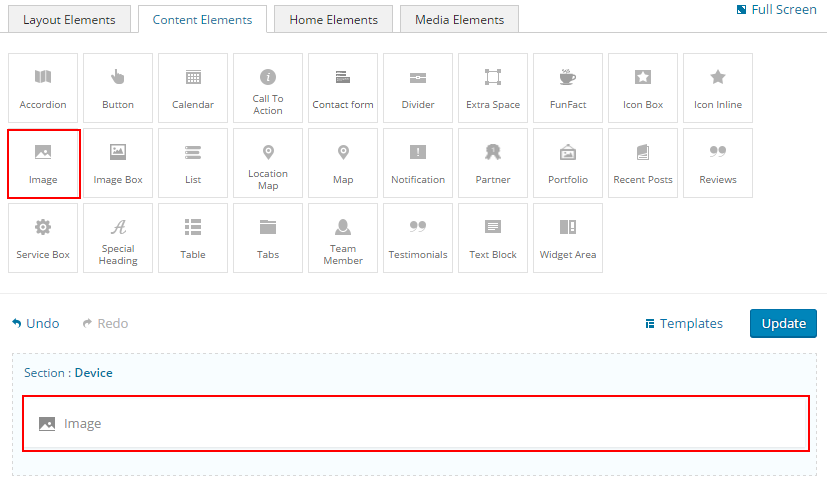 Layout Elements
Content Elements
Home Elements
Media Elements
Full Screen
Accordion
Button
Calendar
Call To
Action
Contact form
Divider
Extra Space
FunFact
Icon Box
Icon Inline
Image
Image Box
List
Location
Map
Map
Notification
Partner
Portfolio
Recent Posts
Reviews
Service Box
Special
Heading
Table
Tabs
Team
Member
Testimonials
Text Block
Widget Area
Undo
Redo
Templates
Update
Section : Device
Image